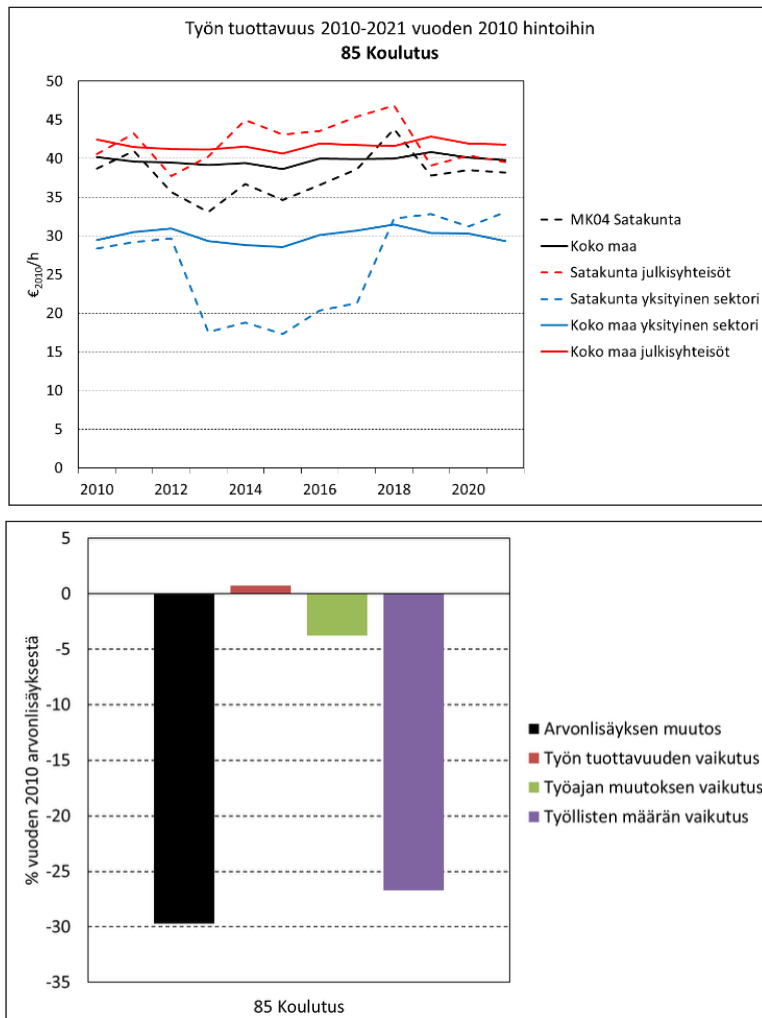 Työn tuottavuus 2010-2021 vuoden 2010 hintoihin
85 Koulutus
50
45
40
35
30
25
20
15
10
5
0
€2010/h
2010 2012 2014 2016 2018 2020
MK04 Satakunta
Koko maa
Satakunta julkisyhteisöt
Satakunta yksityinen sektori
Koko maa yksityinen sektori
Koko maa julkisyhteisöt
5
0
-5
-10
-15
-20
-25
-30
-35
% vuoden 2010 arvonlisäyksestä
85 Koulutus
Arvonlisäyksen muutos
Työn tuottavuuden vaikutus
Työajan muutoksen vaikutus
Työllisten määrän vaikutus